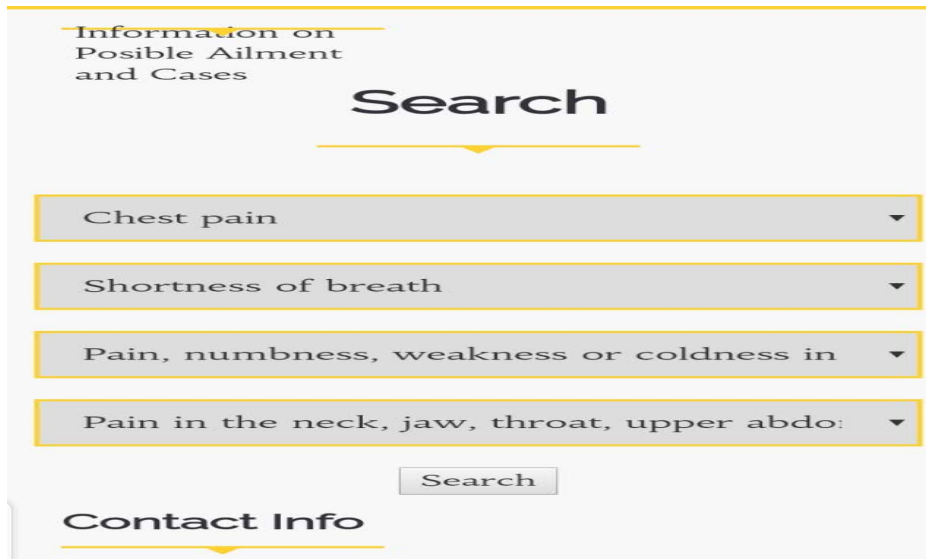 Information on
Posible Ailment
and Cases
Search
Chest pain
Shortness of breath
Pain, numbness, weakness or coldness in
Pain in the neck, jaw, throat, upper abdo
Search
Contact Info